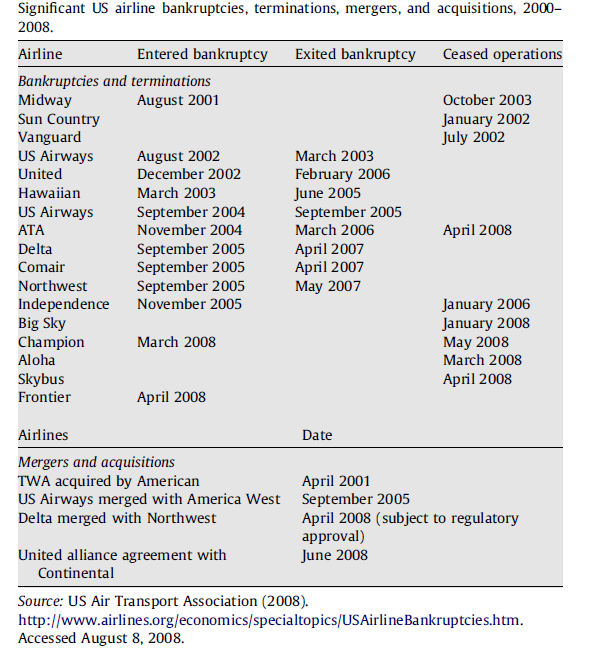 Significant US airline bankruptcies, terminations, mergers, and acquisitions, 2000–
2008.
Airline Entered bankruptcy Exited bankruptcy Ceased operations
Bankruptcies and terminations
Midway August 2001 October 2003
Sun Country January 2002
Vanguard July 2002
US Airways August 2002 March 2003
United December 2002 February 2006
Hawaiian March 2003 June 2005
US Airways September 2004 September 2005
ATA November 2004 March 2006 April 2008
Delta September 2005 April 2007
Comair September 2005 April 2007
Northwest September 2005 May 2007
Independence November 2005 January 2006
Big Sky January 2008
Champion March 2008 May 2008
Aloha March 2008
Skybus April 2008
Frontier April 2008
Airlines Date
Mergers and acquisitions
TWA acquired by American April 2001
US Airways merged with America West September 2005
Delta merged with Northwest April 2008 (subject to regulatory
approval)
United alliance agreement with June 2008
Continental
Source: US Air Transport Association (2008).
http://www.airlines.org/economics/specialtopics/USAirlineBankruptcies.htm.
Accessed August 8, 2008.